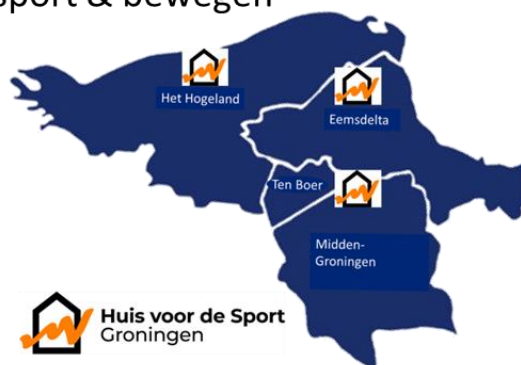 sport & bewegen
Het Hogeland
Eemsdelta
Ten Boer
Midden-
Groningen
Huis voor de Sport
Groningen